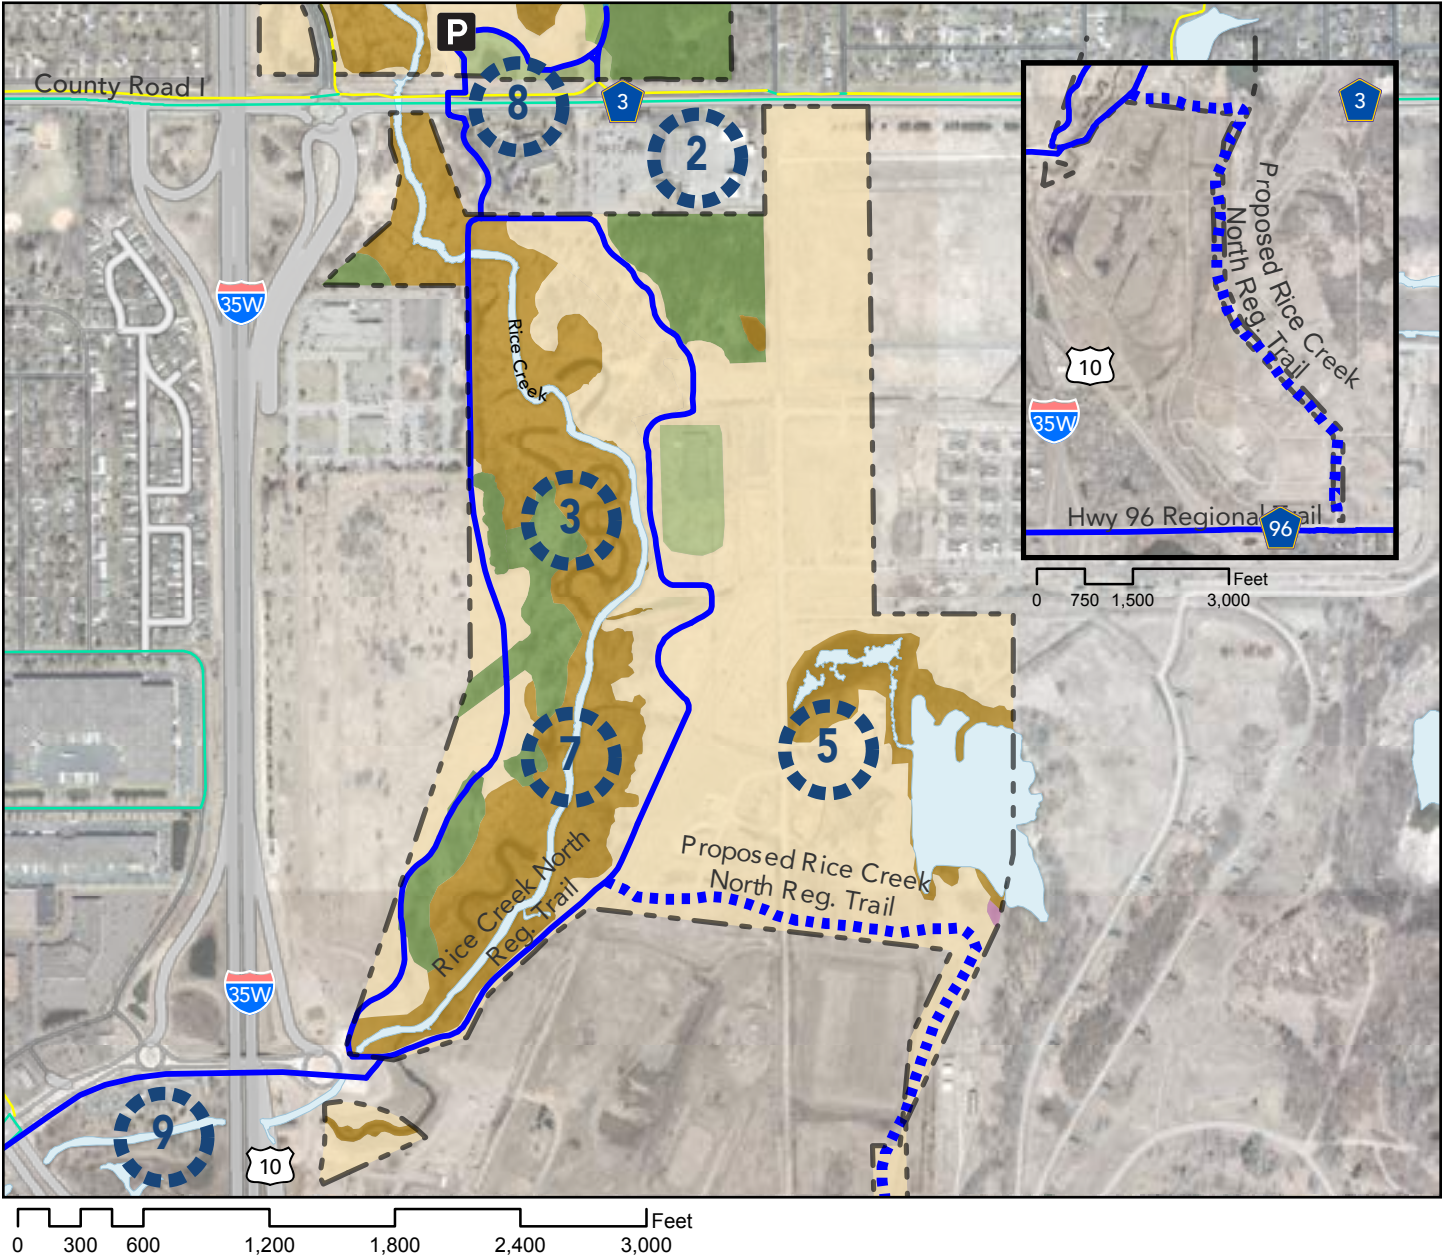 P
County Road I
8
3
2
3
35W
Proposed Rice Creek
North Reg. Trail
10
35W
Rice Creek
Hwy 96 Regional Trail
96
Feet
0 750 1,500 3,000
3
7
5
Proposed Rice Creek
North Reg. Trail
Rice Creek North
Reg. Trail
35W
9
10
Feet
0 300 600 1,200 1,800 2,400 3,000